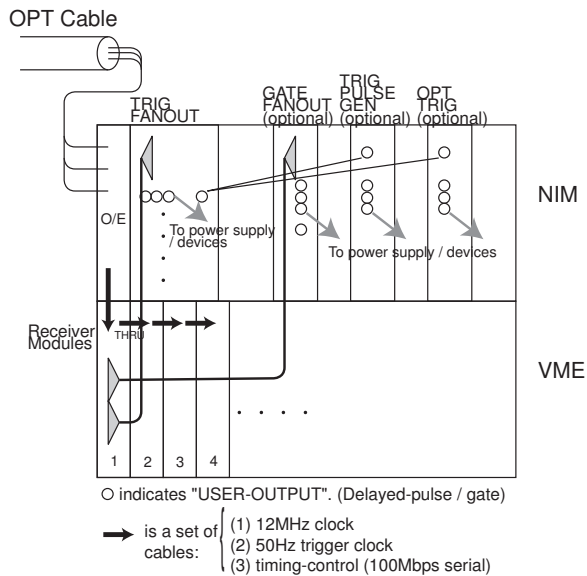 OPT Cable
TRIG
FANOUT
GATE
FANOUT
(optional)
TRIG
PULSE
GEN
(optional)
OPT
TRIG
(optional)
NIM
O/E
To power supply
/ devices
To power supply / devices
Receiver
Modules
THRU
VME
1 2 3 4
O indicates "USER-OUTPUT". (Delayed-pulse / gate)
is a set of
cables:
(1) 12MHz clock
(2) 50Hz trigger clock
(3) timing-control (100Mbps serial)